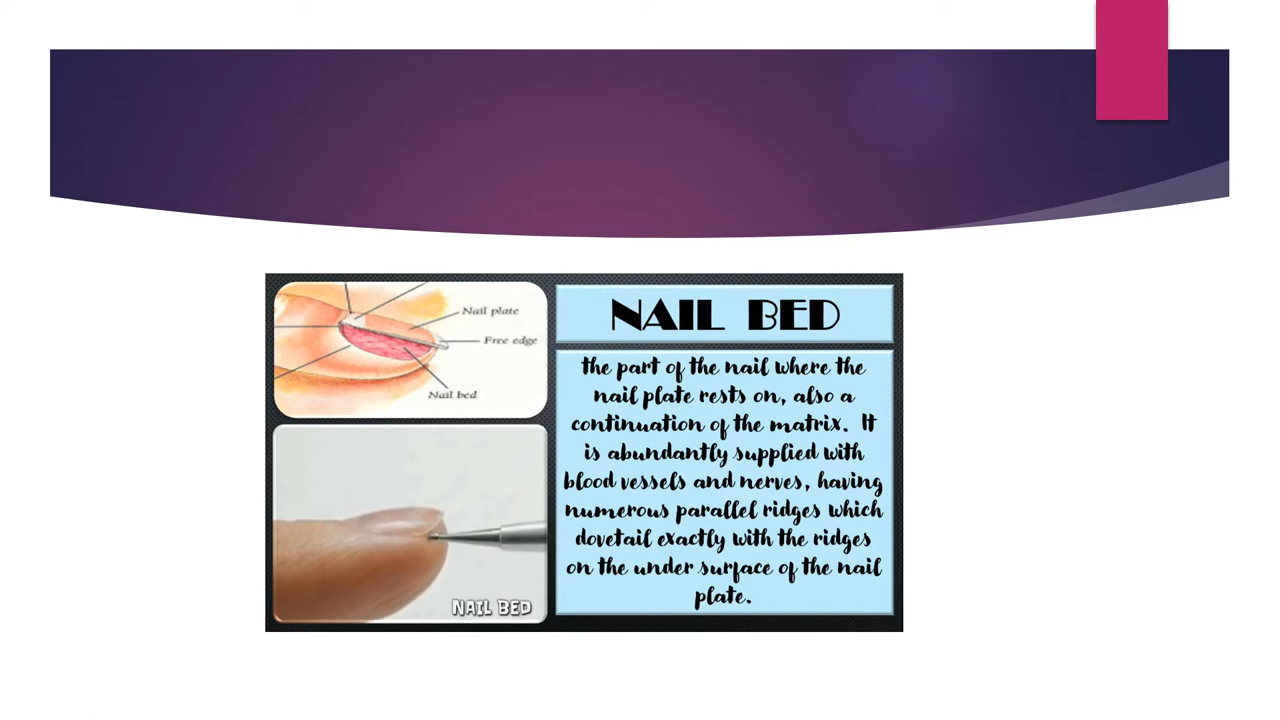 Nail plate
Free edge
Nail bed
NAIL BED
NAIL BED
the part of the nail where the
nail plate rests on, also a
continuation of the matrix. It
is abundantly supplied with
blood vessels and nerves, having
numerous parallel ridges which
dovetail exactly with the ridges
on the under surface of the nail
plate.